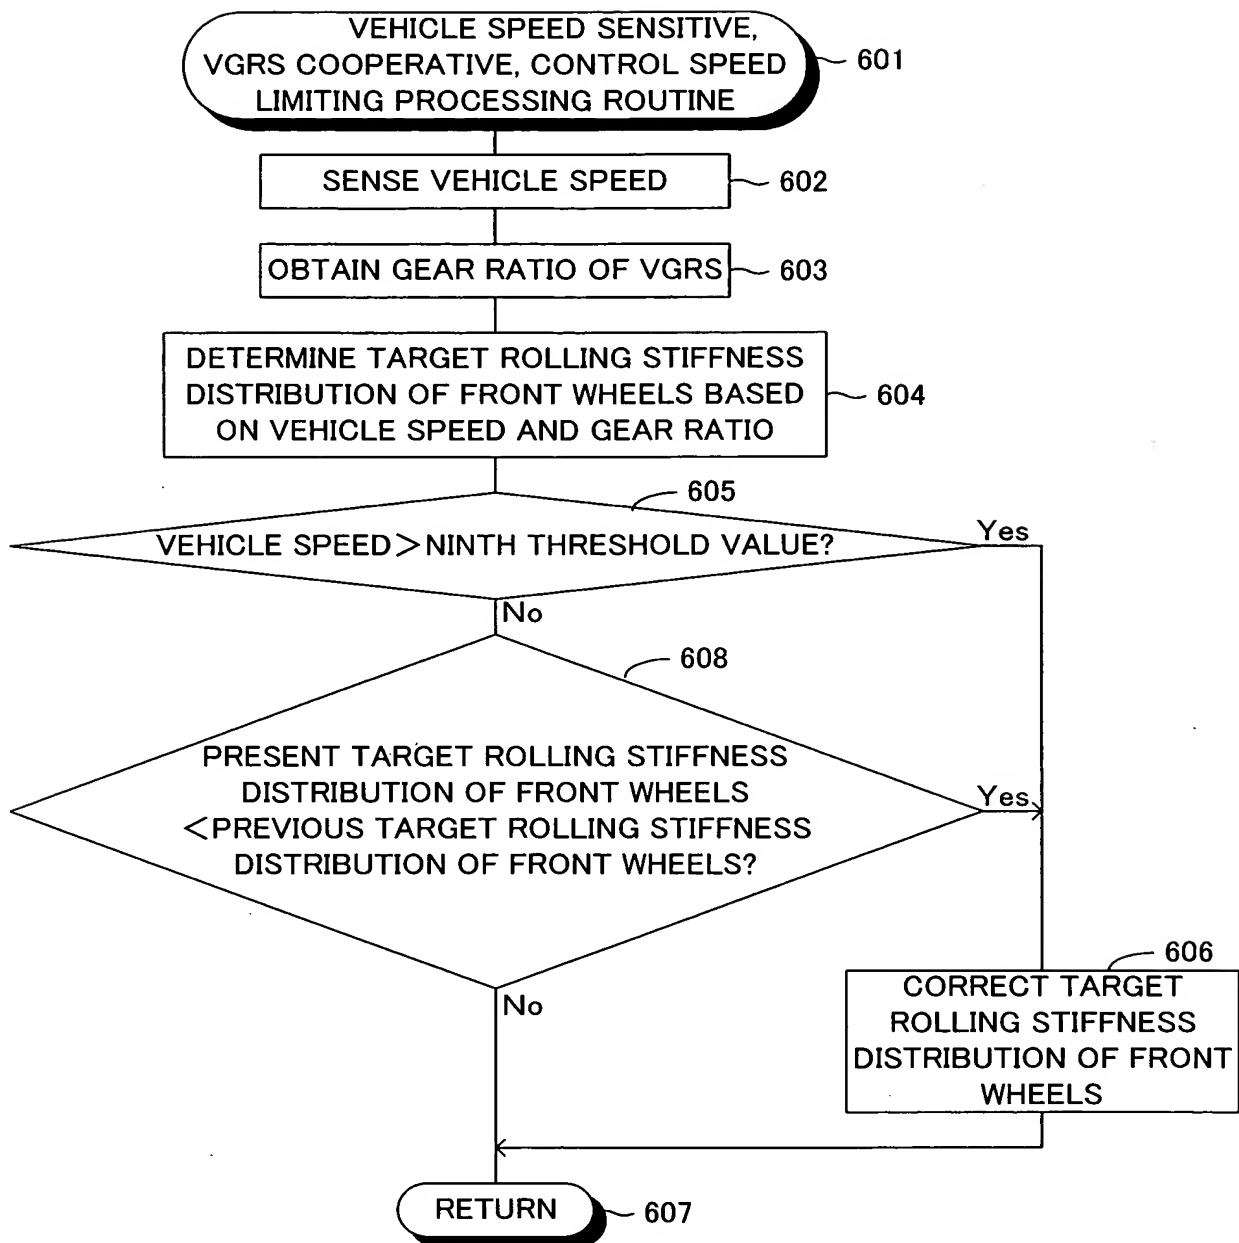 VEHICLE SPEED SENSITIVE,
VGRS COOPERATIVE, CONTROL SPEED
LIMITING PROCESSING ROUTINE
601
SENSE VEHICLE SPEED
602
OBTAIN GEAR RATIO OF VGRS
603
DETERMINE TARGET ROLLING STIFFNESS
DISTRIBUTION OF FRONT WHEELS BASED
ON VEHICLE SPEED AND GEAR RATIO
604
605
VEHICLE SPEED>NINTH THRESHOLD VALUE?
Yes
No
608
PRESENT TARGET ROLLING STIFFNESS
DISTRIBUTION OF FRONT WHEELS
<PREVIOUS TARGET ROLLING STIFFNESS
DISTRIBUTION OF FRONT WHEELS?
Yes
No
606
CORRECT TARGET
ROLLING STIFFNESS
DISTRIBUTION OF FRONT
WHEELS
RETURN
607